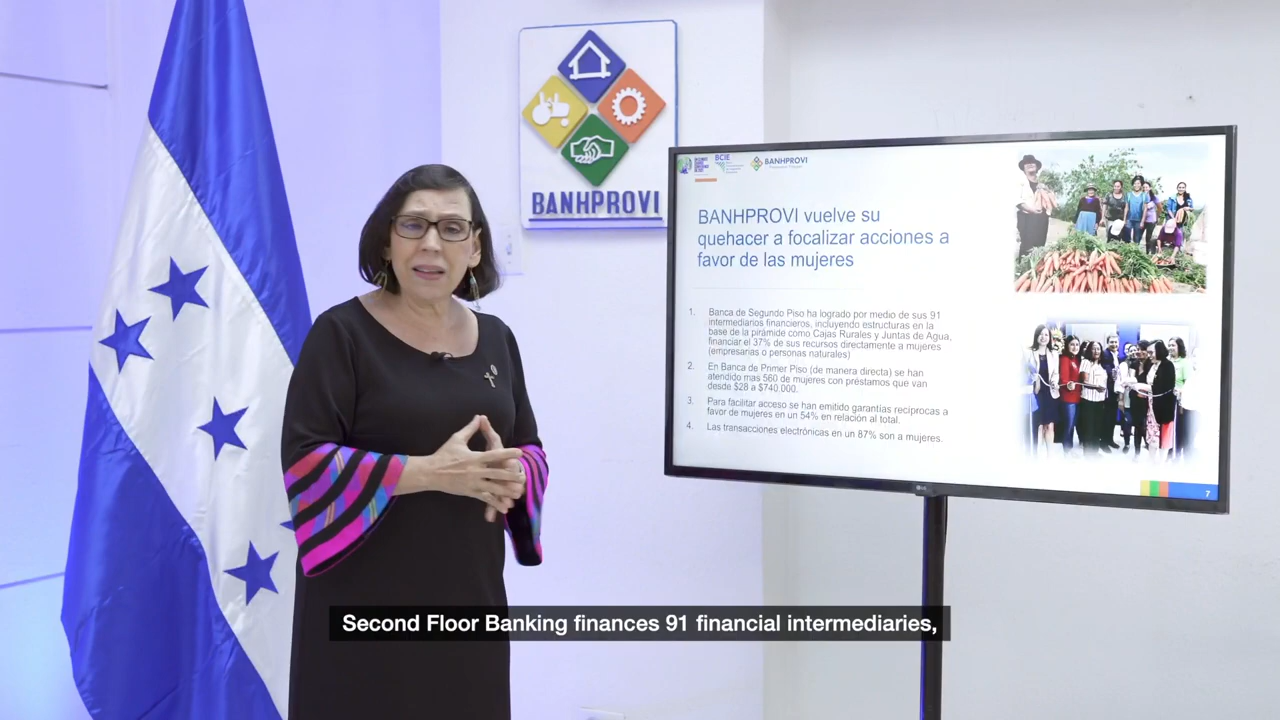 BANHPROVI
BCIE
BANHPROVI
BANHPROVI vuelve su
quehacer a focalizar acciones a
favor de las mujeres
1. Banca de Segundo Piso ha logrado por medio de sus 91
intermediarios financieros, incluyendo estructuras en la
base de la pirámide como Cajas Rurales y Juntas de Agua,
financiar el 37% de sus recursos directamente a mujeres
(empresarias o personas naturales)
2. En Banca de Primer Piso (de manera directa) se han
atendido mas 560 de mujeres con préstamos que van
desde $28 a $740,000.
3. Para facilitar acceso se han emitido garantías reciprocas a
favor de mujeres en un 54% en relación al total.
4. Las transacciones electrónicas en un 87% son a mujeres.
7
LG
Second Floor Banking finances 91 financial intermediaries,